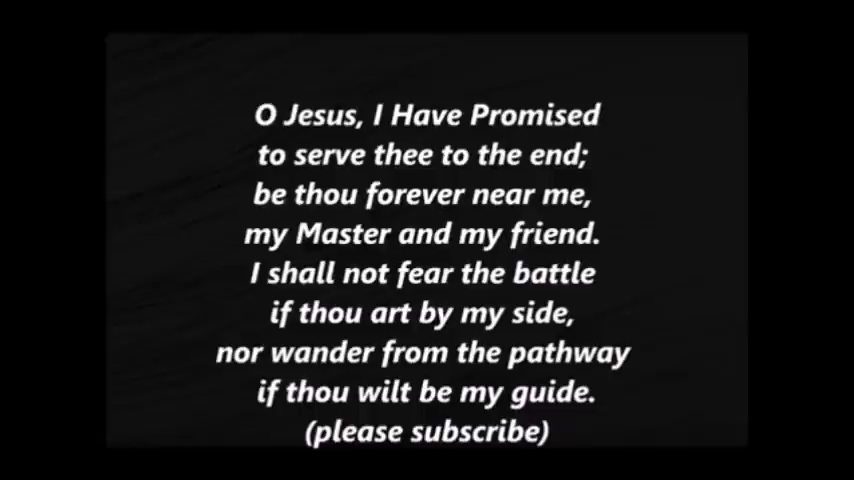 O Jesus, I Have Promised
to serve thee to the end;
be thou forever near me,
my Master and my friend.
I shall not fear the battle
if thou art by my side,
nor wander from the pathway
if thou wilt be my guide.
(please subscribe)